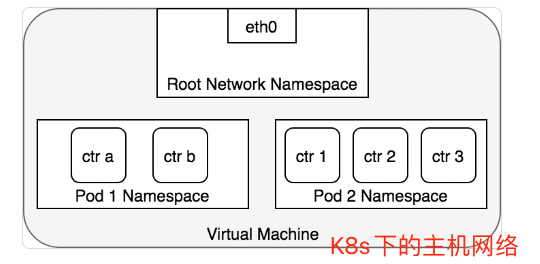 eth0
Root Network Namespace
ctr a
ctr b
ctr 1
ctr 2
ctr 3
Pod 1 Namespace
Pod 2 Namespace
Virtual Machine
K8s下的主机网络